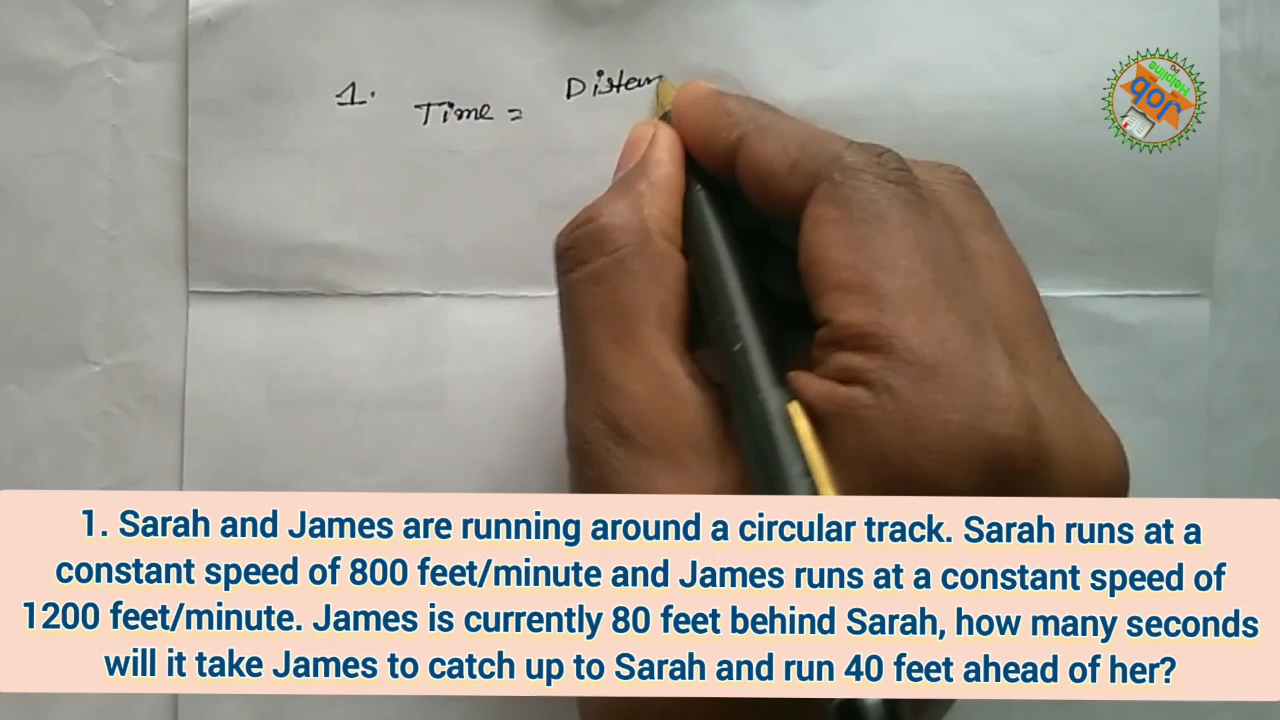 1. Time = Distan
Job
Helpline
PG
1. Sarah and James are running around a circular track. Sarah runs at a
constant speed of 800 feet/minute and James runs at a constant speed of
1200 feet/minute. James is currently 80 feet behind Sarah, how many seconds
will it take James to catch up to Sarah and run 40 feet ahead of her?